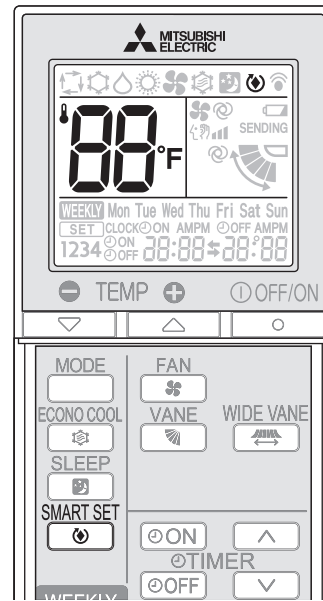 MITSUBISHI
ELECTRIC
SENDING
88°F
WEEKLY Mon Tue Wed Thu Fri Sat Sun
SET CLOCK ON AMPM OFF AMPM
1234 ON OFF 88:88 88:88
TEMP OFF/ON
MODE FAN
ECONO COOL VANE WIDE VANE
SLEEP
SMART SET
ON
TIMER
OFF
WEEKLY